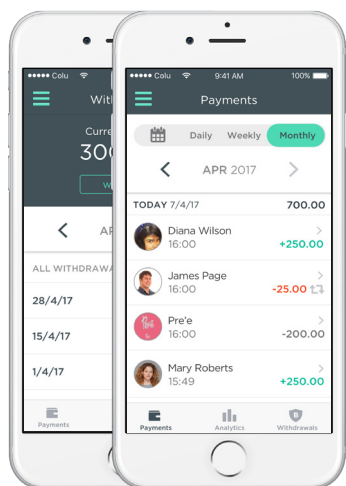 Colu
With
Curre
300
W
AP
ALL WITHDRAWA
28/4/17
15/4/17
1/4/17
Payments
Colu 9:41 AM 100%
Payments
Daily Weekly Monthly
APR 2017
TODAY 7/4/17 700.00
Diana Wilson
16:00 +250.00
James Page
16:00 -25.00
Pre'e
16:00 -200.00
Mary Roberts
15:49 +250.00
Payments Analytics Withdrawals